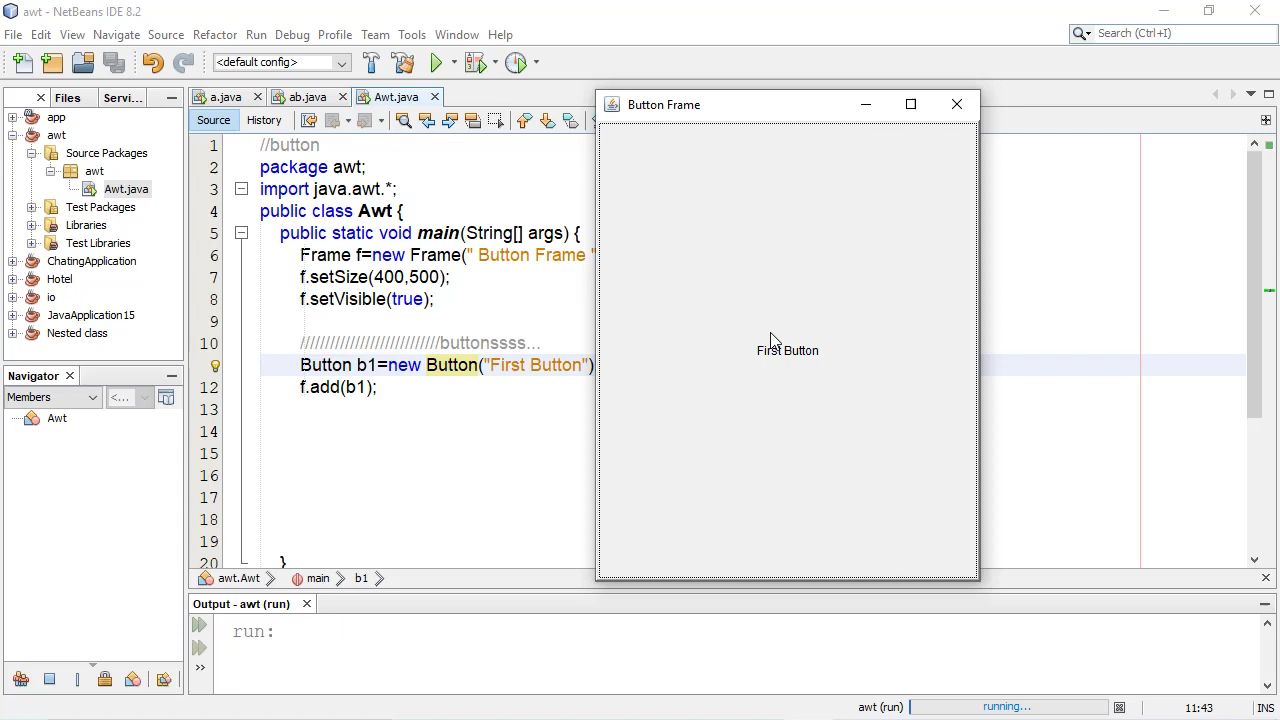 awt - NetBeans IDE 8.2
File Edit View Navigate Source Refactor Run Debug Profile Team Tools Window Help
Search (Ctrl+I)
<default config>
Files Servi...
a.java ab.java Awt.java
Source History
app
awt
Source Packages
awt
Awt.java
Test Packages
Libraries
Test Libraries
ChatingApplication
Hotel
io
JavaApplication15
Nested class
Navigator
Members <...
Awt
1 //button
2 package awt;
3 import java.awt.*;
4 public class Awt {
5 public static void main(String[] args) {
6 Frame f=new Frame(" Button Frame "
7 f.setSize(400,500);
8 f.setVisible(true);
9
10 ////////////////////////////buttonssss...
Button b1=new Button("First Button")
12 f.add(b1);
13
14
15
16
17
18
19
20 }
Button Frame
First Button
awt.Awt main b1
Output - awt (run)
run:
awt (run) running... 11:43 INS